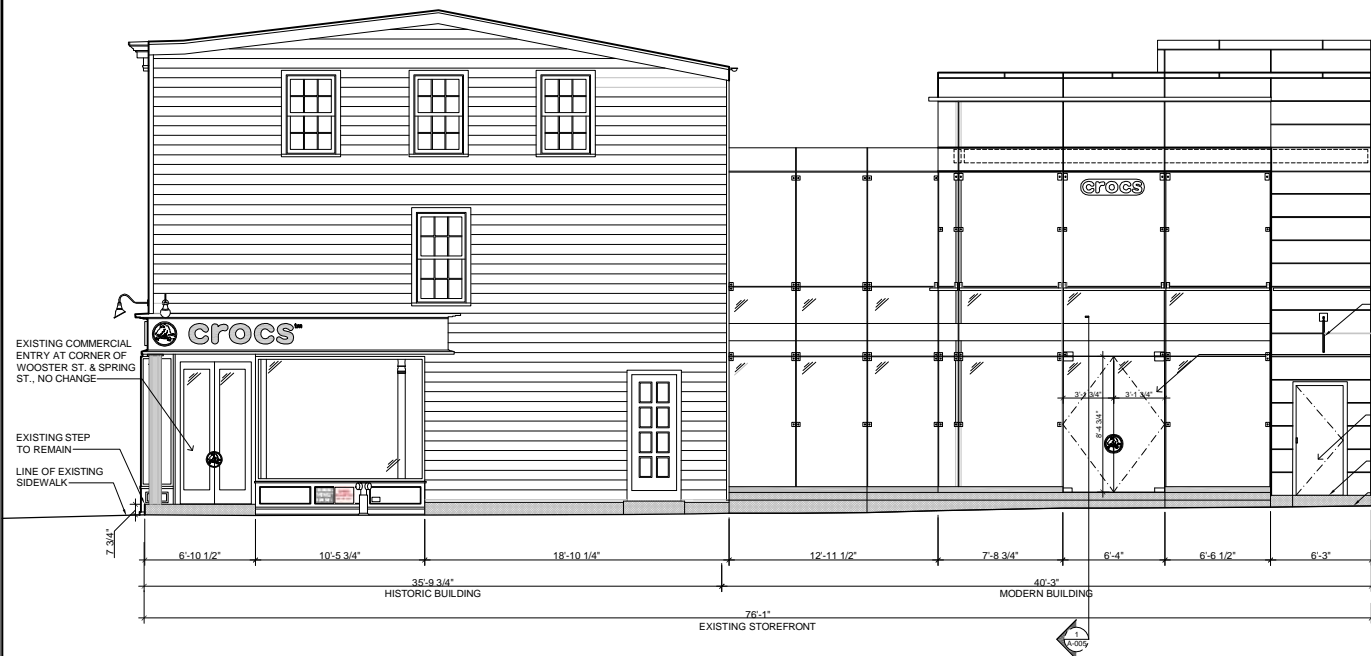 crocs
crocs™
EXISTING COMMERCIAL
ENTRY AT CORNER OF
WOOSTER ST. & SPRING
ST., NO CHANGE
EXISTING STEP
TO REMAIN
LINE OF EXISTING
SIDEWALK
3'-1 3/4"
3'-1 3/4"
8'-4 3/4"
7 3/4"
6'-10 1/2"
10'-5 3/4"
18'-10 1/4"
12'-11 1/2"
7'-8 3/4"
6'-4"
6'-6 1/2"
6'-3"
35'-9 3/4"
HISTORIC BUILDING
40'-3"
MODERN BUILDING
76'-1"
EXISTING STOREFRONT
1
A-005